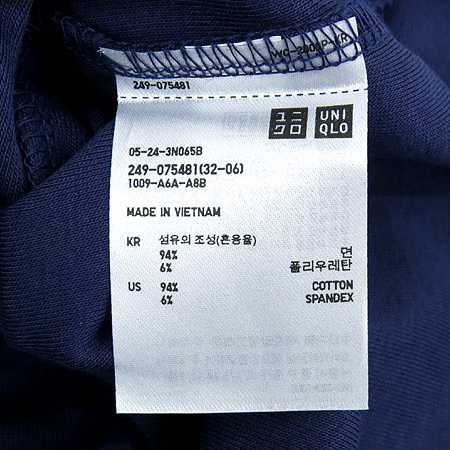 249-075481
ユニ
クロ
UNI
QLO
05-24-3N065B
249-075481(32-06)
1009-A6A-A8B
MADE IN VIETNAM
KR 섬유의 조성(혼용율)
94% 면
6% 폴리우레탄
US 94% COTTON
6% SPANDEX